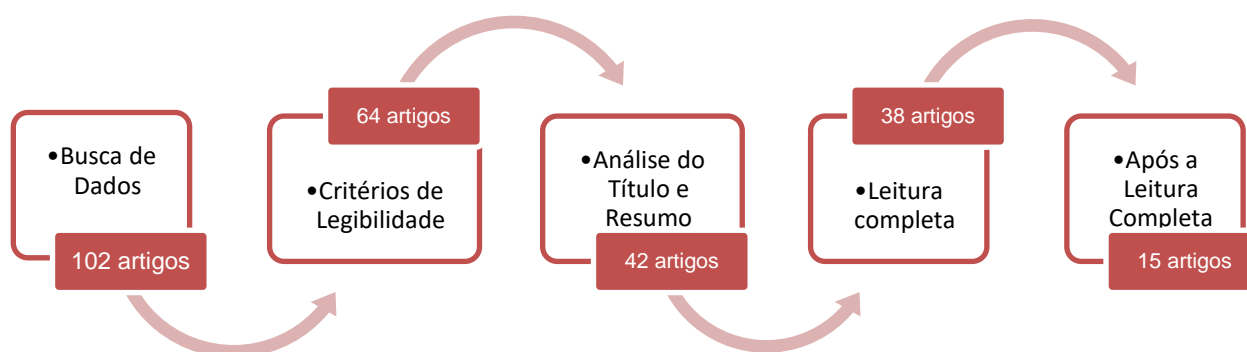 •Busca de
Dados
102 artigos
64 artigos
•Critérios de
Legibilidade
•Análise do
Título e
Resumo
42 artigos
38 artigos
•Leitura
completa
•Após a
Leitura
Completa
15 artigos